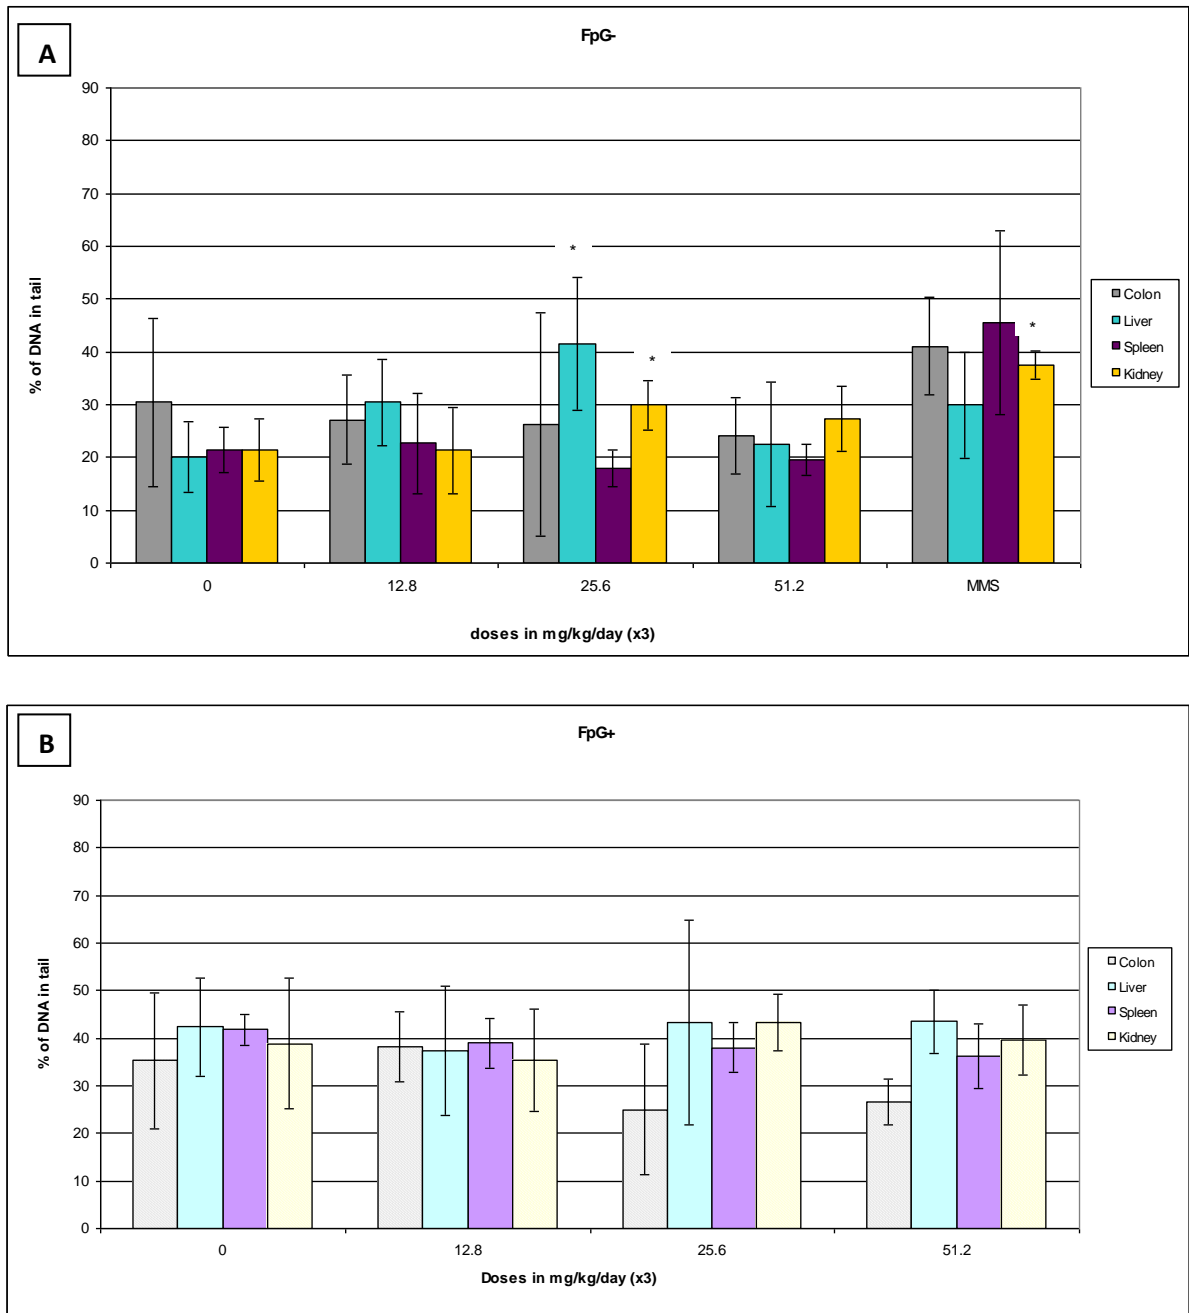 A
FpG-
90
80
70
60
50
40
30
20
10
0
% of DNA in tail
*
*
*
Colon
Liver
Spleen
Kidney
0 12.8 25.6 51.2 MMS
doses in mg/kg/day (x3)
B
FpG+
90
80
70
60
50
40
30
20
10
0
% of DNA in tail
Colon
Liver
Spleen
Kidney
0 12.8 25.6 51.2
Doses in mg/kg/day (x3)